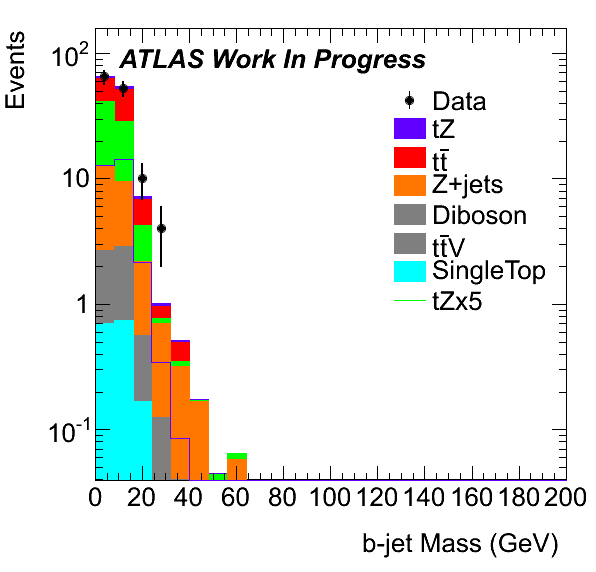 Events
ATLAS Work In Progress
Data
tZ
tt̄
Z+jets
Diboson
tt̄V
SingleTop
tZx5
10²
10
1
10⁻¹
0 20 40 60 80 100 120 140 160 180 200
b-jet Mass (GeV)